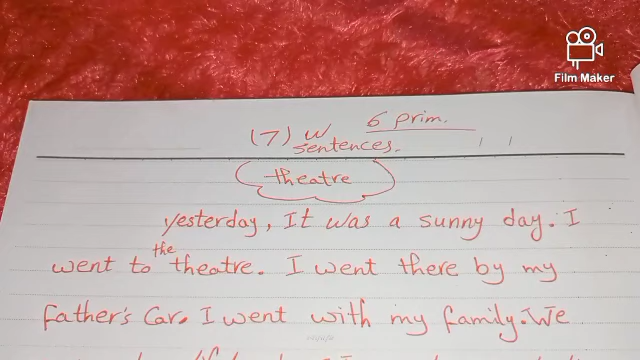 Film Maker
6 prim.
(7) W
sentences.
theatre
yesterday, It was a sunny day. I
went to the theatre. I went there by my
Father's Car. I went with my family. We